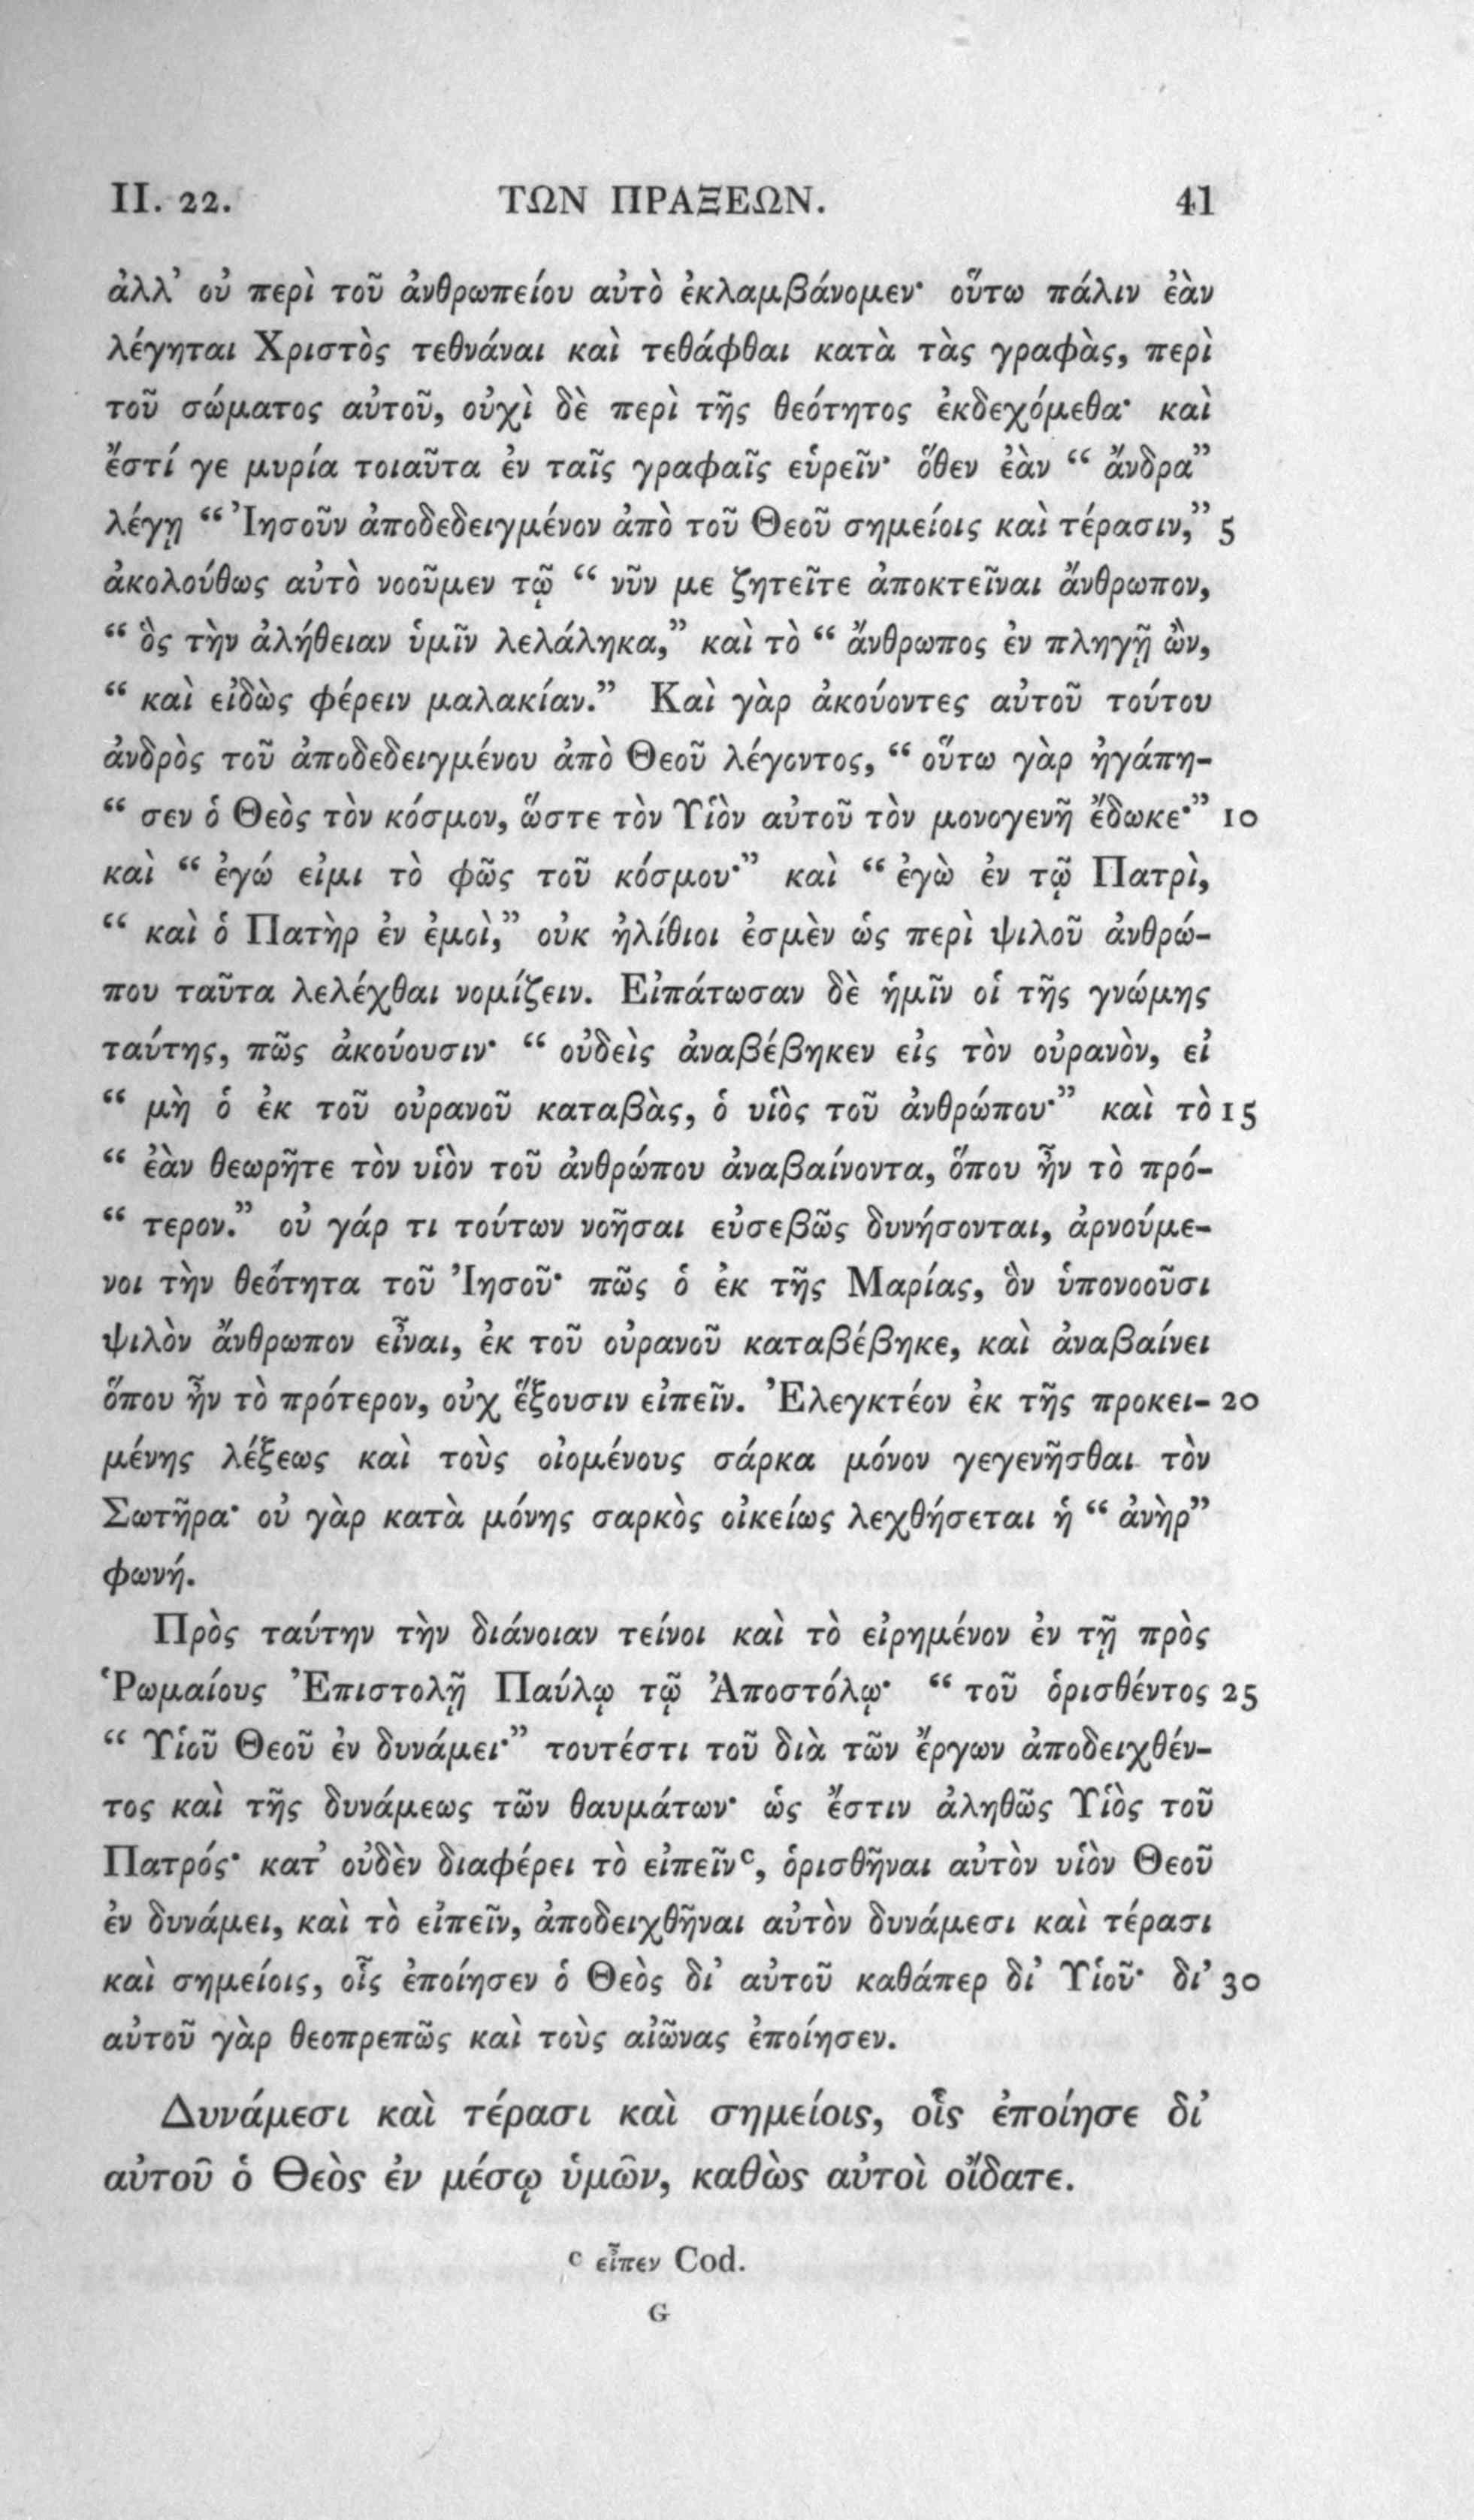 II. 22. ΤΩΝ ΠΡΑΞΕΩΝ. 41
ἀλλ’ οὐ περὶ τοῦ ἀνθρωπείου αὐτὸ ἐκλαμβάνομεν· οὕτω πάλιν ἐὰν
λέγηται Χριστὸς τεθνάναι καὶ τεθάφθαι κατὰ τὰς γραφὰς, περὶ
τοῦ σώματος αὐτοῦ, οὐχὶ δὲ περὶ τῆς θεότητος ἐκδεχόμεθα· καὶ
ἔστί γε μυρία τοιαῦτα ἐν ταῖς γραφαῖς εὑρεῖν· ὅθεν ἐὰν “ ἄνδρα”
λέγῃ “ Ἰησοῦν ἀποδεδειγμένον ἀπὸ τοῦ Θεοῦ σημείοις καὶ τέρασιν,” 5
ἀκολούθως αὐτὸ νοοῦμεν τῷ “ νῦν με ζητεῖτε ἀποκτεῖναι ἄνθρωπον,
“ ὃς τὴν ἀλήθειαν ὑμῖν λελάληκα,” καὶ τὸ “ ἄνθρωπος ἐν πληγῇ ὢν,
“ καὶ εἰδὼς φέρειν μαλακίαν.” Καὶ γὰρ ἀκούοντες αὐτοῦ τούτου
ἀνδρὸς τοῦ ἀποδεδειγμένου ἀπὸ Θεοῦ λέγοντος, “ οὕτω γὰρ ἠγάπη-
“ σεν ὁ Θεὸς τὸν κόσμον, ὥστε τὸν Υἱὸν αὐτοῦ τὸν μονογενῆ ἔδωκε·” 10
καὶ “ ἐγώ εἰμι τὸ φῶς τοῦ κόσμου·” καὶ “ ἐγὼ ἐν τῷ Πατρὶ,
“ καὶ ὁ Πατὴρ ἐν ἐμοὶ,” οὐκ ἠλίθιοι ἐσμὲν ὡς περὶ ψιλοῦ ἀνθρώ-
που ταῦτα λελέχθαι νομίζειν. Εἰπάτωσαν δὲ ἡμῖν οἱ τῆς γνώμης
ταύτης, πῶς ἀκούουσιν· “ οὐδεὶς ἀναβέβηκεν εἰς τὸν οὐρανὸν, εἰ
“ μὴ ὁ ἐκ τοῦ οὐρανοῦ καταβὰς, ὁ υἱὸς τοῦ ἀνθρώπου·” καὶ τὸ 15
“ ἐὰν θεωρῆτε τὸν υἱὸν τοῦ ἀνθρώπου ἀναβαίνοντα, ὅπου ἦν τὸ πρό-
“ τερον.” οὐ γάρ τι τούτων νοῆσαι εὐσεβῶς δυνήσονται, ἀρνούμε-
νοι τὴν θεότητα τοῦ Ἰησοῦ· πῶς ὁ ἐκ τῆς Μαρίας, ὃν ὑπονοοῦσι
ψιλὸν ἄνθρωπον εἶναι, ἐκ τοῦ οὐρανοῦ καταβέβηκε, καὶ ἀναβαίνει
ὅπου ἦν τὸ πρότερον, οὐχ ἕξουσιν εἰπεῖν. Ἐλεγκτέον ἐκ τῆς προκει- 20
μένης λέξεως καὶ τοὺς οἰομένους σάρκα μόνον γεγενῆσθαι τὸν
Σωτῆρα· οὐ γὰρ κατὰ μόνης σαρκὸς οἰκείως λεχθήσεται ἡ “ ἀνὴρ”
φωνή.
Πρὸς ταύτην τὴν διάνοιαν τείνοι καὶ τὸ εἰρημένον ἐν τῇ πρὸς
Ῥωμαίους Ἐπιστολῇ Παύλῳ τῷ Ἀποστόλῳ· “ τοῦ ὁρισθέντος 25
“ Υἱοῦ Θεοῦ ἐν δυνάμει·” τουτέστι τοῦ διὰ τῶν ἔργων ἀποδειχθέν-
τος καὶ τῆς δυνάμεως τῶν θαυμάτων· ὡς ἔστιν ἀληθῶς Υἱὸς τοῦ
Πατρός· κατ’ οὐδὲν διαφέρει τὸ εἰπεῖνᶜ, ὁρισθῆναι αὐτὸν υἱὸν Θεοῦ
ἐν δυνάμει, καὶ τὸ εἰπεῖν, ἀποδειχθῆναι αὐτὸν δυνάμεσι καὶ τέρασι
καὶ σημείοις, οἷς ἐποίησεν ὁ Θεὸς δι’ αὐτοῦ καθάπερ δι’ Υἱοῦ· δι’ 30
αὐτοῦ γὰρ θεοπρεπῶς καὶ τοὺς αἰῶνας ἐποίησεν.
Δυνάμεσι καὶ τέρασι καὶ σημείοις, οἷς ἐποίησε δι’
αὐτοῦ ὁ Θεὸς ἐν μέσῳ ὑμῶν, καθὼς αὐτοὶ οἴδατε.
ᶜ εἶπεν Cod.
G